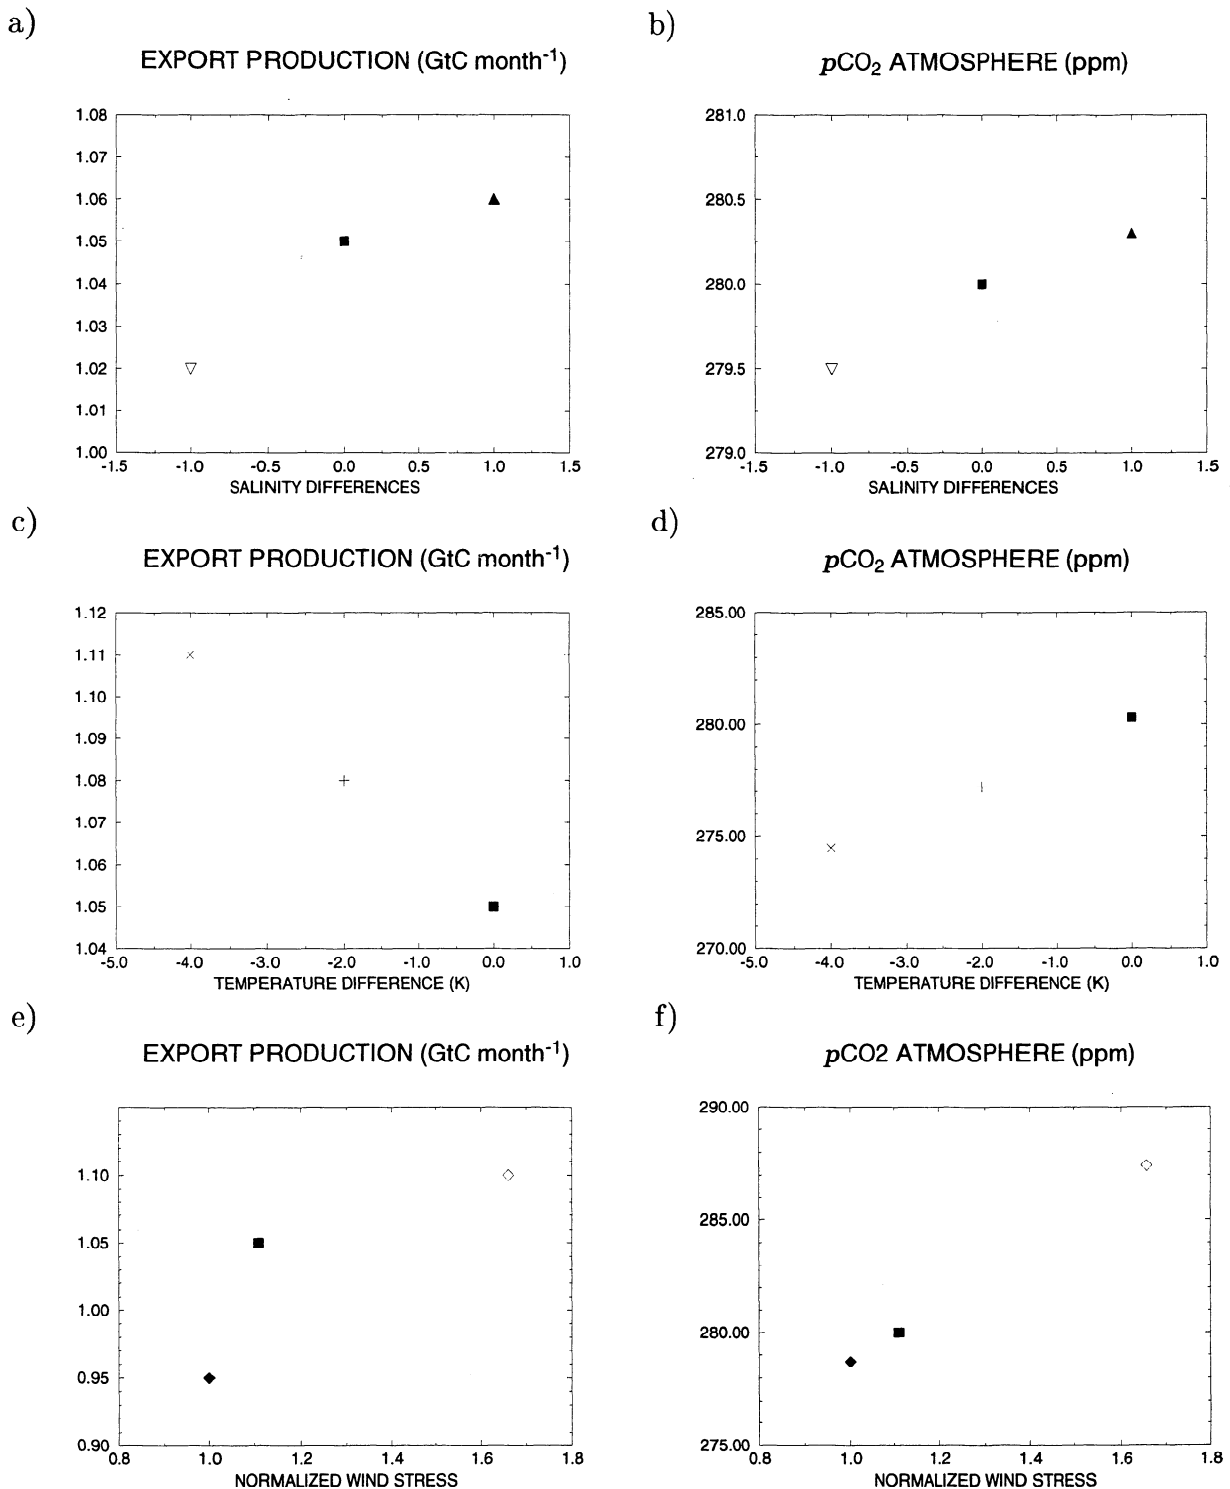 a)
EXPORT PRODUCTION (GtC month-1)
1.08
1.07
1.06
1.05
1.04
1.03
1.02
1.01
1.00
-1.5 -1.0 -0.5 0.0 0.5 1.0 1.5
SALINITY DIFFERENCES
b)
pCO2 ATMOSPHERE (ppm)
281.0
280.5
280.0
279.5
279.0
-1.5 -1.0 -0.5 0.0 0.5 1.0 1.5
SALINITY DIFFERENCES
c)
EXPORT PRODUCTION (GtC month-1)
1.12
1.11
1.10
1.09
1.08
1.07
1.06
1.05
1.04
-5.0 -4.0 -3.0 -2.0 -1.0 0.0 1.0
TEMPERATURE DIFFERENCE (K)
d)
pCO2 ATMOSPHERE (ppm)
285.00
280.00
275.00
270.00
-5.0 -4.0 -3.0 -2.0 -1.0 0.0 1.0
TEMPERATURE DIFFERENCE (K)
e)
EXPORT PRODUCTION (GtC month-1)
1.10
1.05
1.00
0.95
0.90
0.8 1.0 1.2 1.4 1.6 1.8
NORMALIZED WIND STRESS
f)
pCO2 ATMOSPHERE (ppm)
290.00
285.00
280.00
275.00
0.8 1.0 1.2 1.4 1.6 1.8
NORMALIZED WIND STRESS